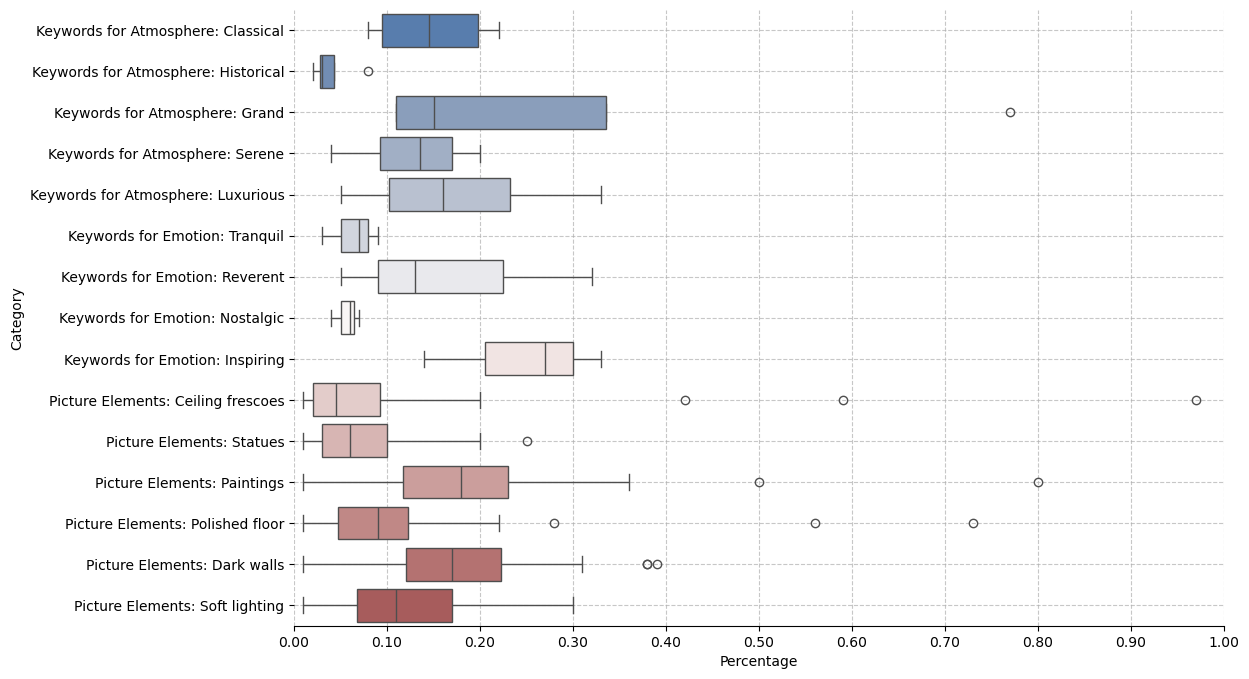 Keywords for Atmosphere: Classical
Keywords for Atmosphere: Historical
Keywords for Atmosphere: Grand
Keywords for Atmosphere: Serene
Keywords for Atmosphere: Luxurious
Keywords for Emotion: Tranquil
Keywords for Emotion: Reverent
Keywords for Emotion: Nostalgic
Keywords for Emotion: Inspiring
Picture Elements: Ceiling frescoes
Picture Elements: Statues
Picture Elements: Paintings
Picture Elements: Polished floor
Picture Elements: Dark walls
Picture Elements: Soft lighting
Category
0.00 0.10 0.20 0.30 0.40 0.50 0.60 0.70 0.80 0.90 1.00
Percentage